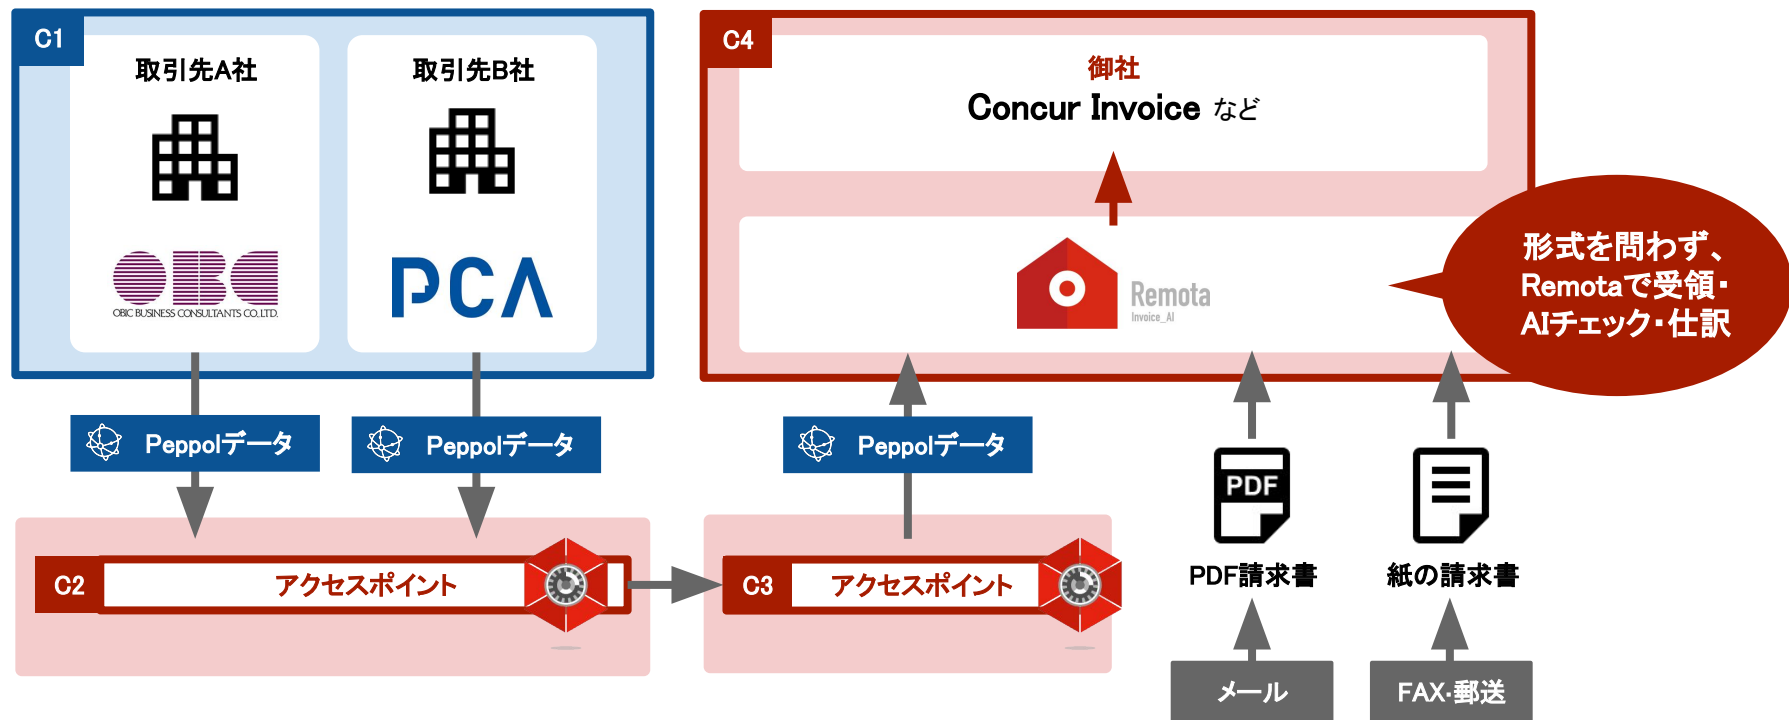 C1
取引先A社
取引先B社
OBC
OBIC BUSINESS CONSULTANTS CO., LTD.
PCA
Peppolデータ
Peppolデータ
C2
アクセスポイント
C3
アクセスポイント
Peppolデータ
C4
御社
Concur Invoice など
Remota
Invoice_AI
形式を問わず、
Remotaで受領・
AIチェック・仕訳
PDF
PDF請求書
紙の請求書
メール
FAX・郵送